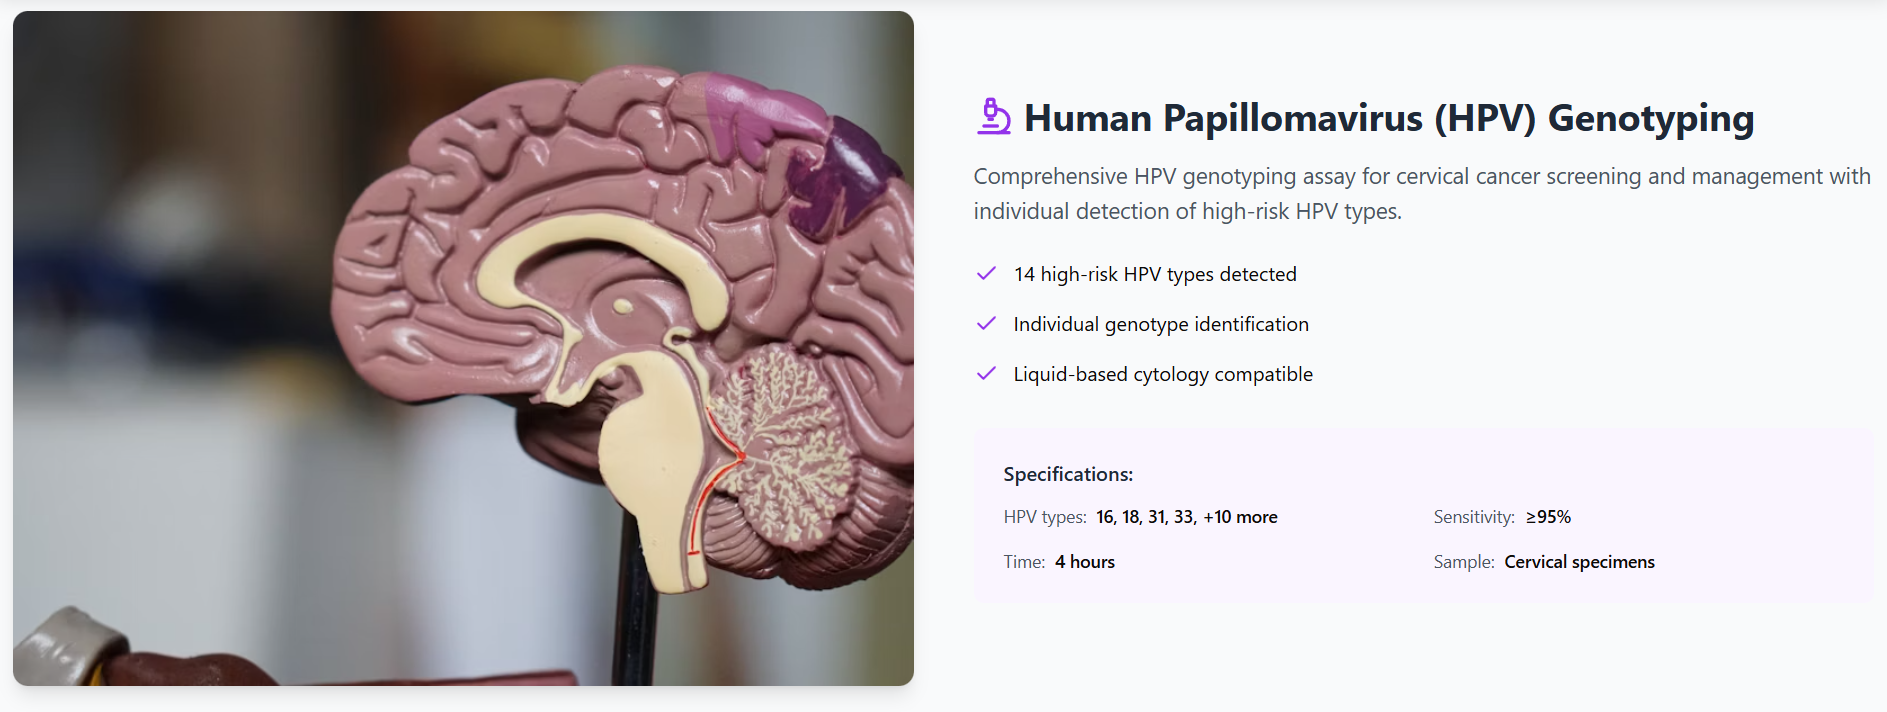 Human Papillomavirus (HPV) Genotyping
Comprehensive HPV genotyping assay for cervical cancer screening and management with
individual detection of high-risk HPV types.
14 high-risk HPV types detected
Individual genotype identification
Liquid-based cytology compatible
Specifications:
HPV types: 16, 18, 31, 33, +10 more
Sensitivity: ≥95%
Time: 4 hours
Sample: Cervical specimens